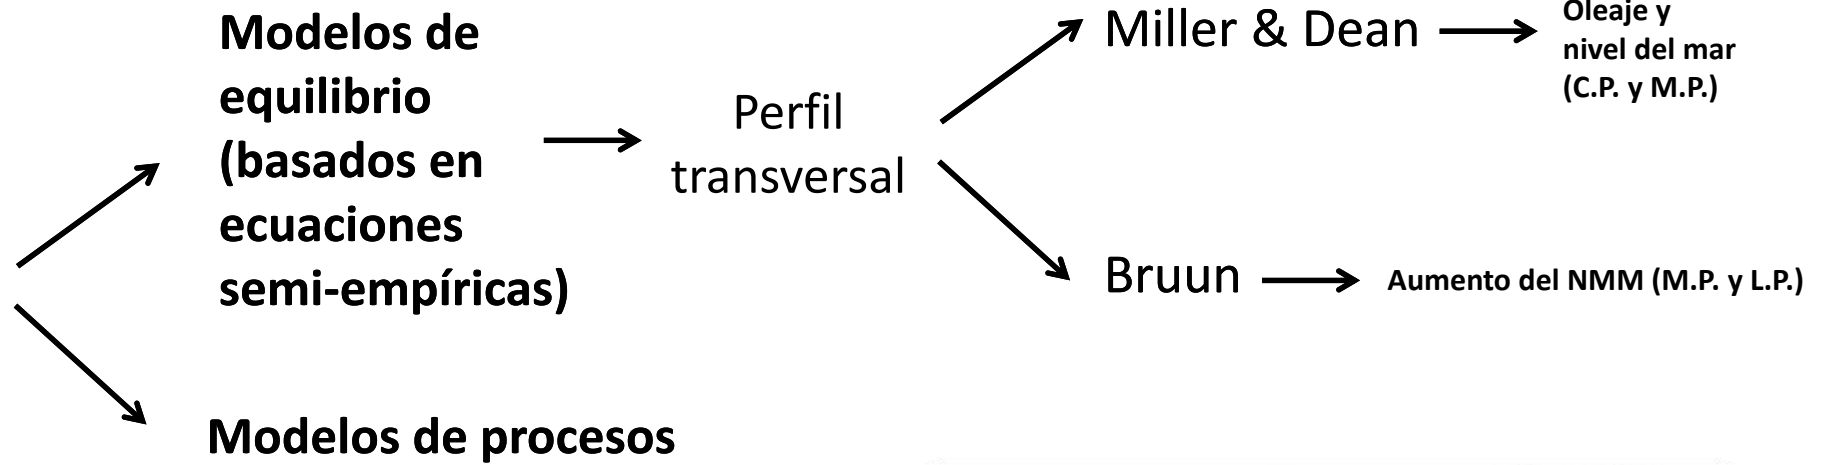 Modelos de
equilibrio
(basados en
ecuaciones
semi-empíricas)
Perfil
transversal
Miller & Dean
Oleaje y
nivel del mar
(C.P. y M.P.)
Bruun
Aumento del NMM (M.P. y L.P.)
Modelos de procesos